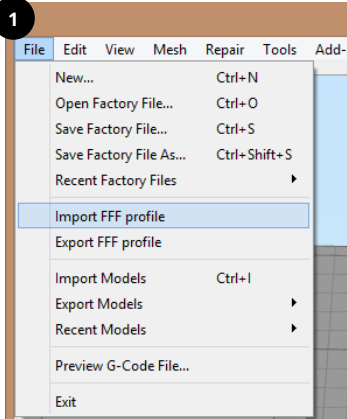 1
File Edit View Mesh Repair Tools Add-
New... Ctrl+N
Open Factory File... Ctrl+O
Save Factory File... Ctrl+S
Save Factory File As... Ctrl+Shift+S
Recent Factory Files
Import FFF profile
Export FFF profile
Import Models Ctrl+I
Export Models
Recent Models
Preview G-Code File...
Exit